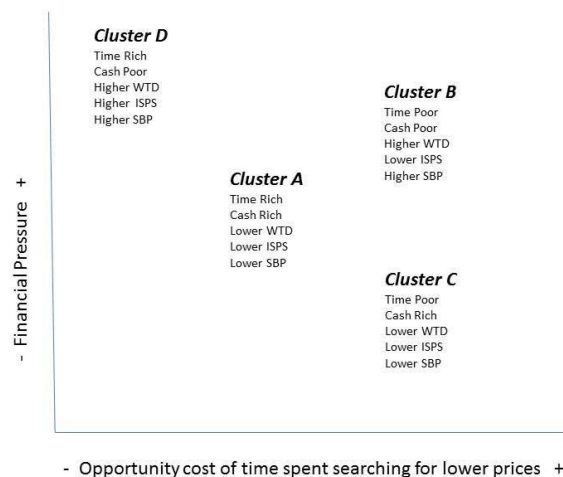 Cluster D
Time Rich
Cash Poor
Higher WTD
Higher ISPS
Higher SBP
Cluster B
Time Poor
Cash Poor
Higher WTD
Lower ISPS
Higher SBP
Cluster A
Time Rich
Cash Rich
Lower WTD
Lower ISPS
Lower SBP
Cluster C
Time Poor
Cash Rich
Lower WTD
Lower ISPS
Lower SBP
- Financial Pressure +
- Opportunity cost of time spent searching for lower prices +